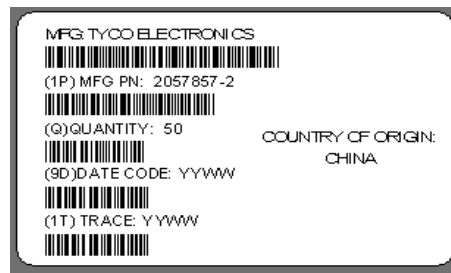 MFG: TYCO ELECTRONICS
(1P) MFG PN: 2057857-2
(Q)QUANTITY: 50
COUNTRY OF ORIGIN:
CHINA
(9D)DATE CODE: YYWW
(1T) TRACE: YYWW